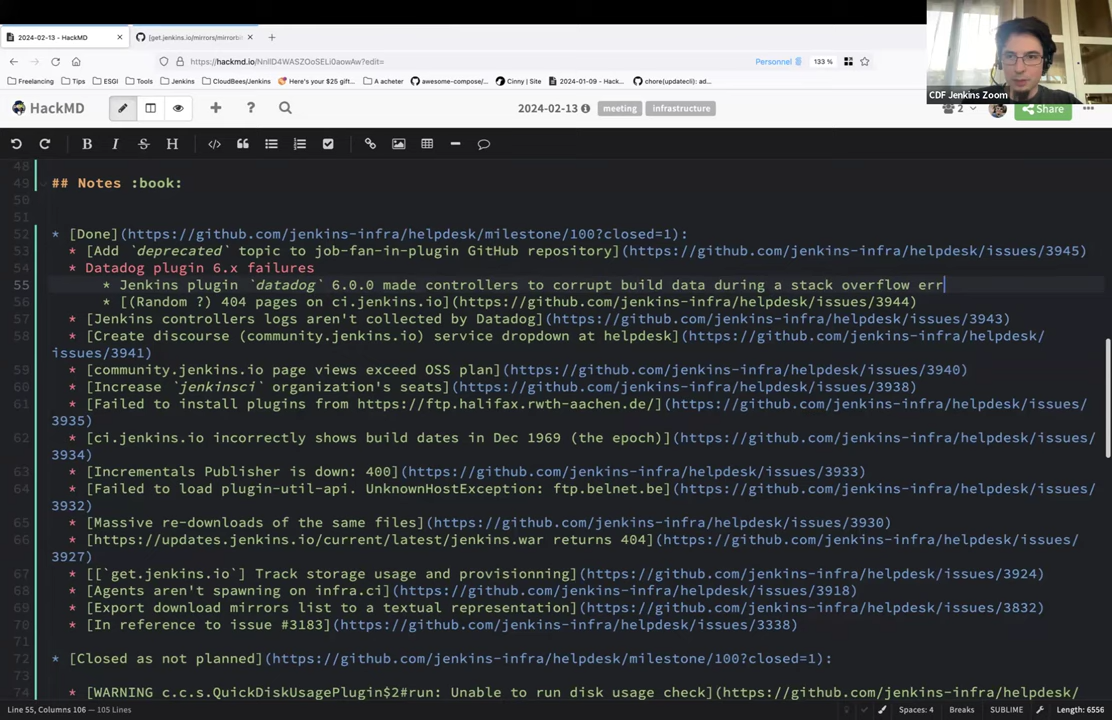 2024-02-13 - HackMD
[get.jenkins.io/mirrors/mirrorbi
https://hackmd.io/NnIlD4WASZOoSELi0aowAw?edit=
Personnel
133 %
Freelancing
Tips
ESGI
Tools
Jenkins
CloudBees/Jenkins
Here's your $25 gift...
A acheter
awesome-compose/...
Cinny | Site
2024-01-09 - HackMD
chore(updatecli): ad...
CDF Jenkins Zoom
HackMD
2024-02-13
meeting
infrastructure
2
Share
48
49 ## Notes :book:
50
51
52 * [Done](https://github.com/jenkins-infra/helpdesk/milestone/100?closed=1):
53 * [Add `deprecated` topic to job-fan-in-plugin GitHub repository](https://github.com/jenkins-infra/helpdesk/issues/3945)
54 * Datadog plugin 6.x failures
55 * Jenkins plugin `datadog` 6.0.0 made controllers to corrupt build data during a stack overflow err
56 * [(Random ?) 404 pages on ci.jenkins.io](https://github.com/jenkins-infra/helpdesk/issues/3944)
57 * [Jenkins controllers logs aren't collected by Datadog](https://github.com/jenkins-infra/helpdesk/issues/3943)
58 * [Create discourse (community.jenkins.io) service dropdown at helpdesk](https://github.com/jenkins-infra/helpdesk/
issues/3941)
59 * [community.jenkins.io page views exceed OSS plan](https://github.com/jenkins-infra/helpdesk/issues/3940)
60 * [Increase `jenkinsci` organization's seats](https://github.com/jenkins-infra/helpdesk/issues/3938)
61 * [Failed to install plugins from https://ftp.halifax.rwth-aachen.de/](https://github.com/jenkins-infra/helpdesk/issues/
3935)
62 * [ci.jenkins.io incorrectly shows build dates in Dec 1969 (the epoch)](https://github.com/jenkins-infra/helpdesk/issues/
3934)
63 * [Incrementals Publisher is down: 400](https://github.com/jenkins-infra/helpdesk/issues/3933)
64 * [Failed to load plugin-util-api. UnknownHostException: ftp.belnet.be](https://github.com/jenkins-infra/helpdesk/issues/
3932)
65 * [Massive re-downloads of the same files](https://github.com/jenkins-infra/helpdesk/issues/3930)
66 * [https://updates.jenkins.io/current/latest/jenkins.war returns 404](https://github.com/jenkins-infra/helpdesk/issues/
3927)
67 * [[`get.jenkins.io`] Track storage usage and provisionning](https://github.com/jenkins-infra/helpdesk/issues/3924)
68 * [Agents aren't spawning on infra.ci](https://github.com/jenkins-infra/helpdesk/issues/3918)
69 * [Export download mirrors list to a textual representation](https://github.com/jenkins-infra/helpdesk/issues/3832)
70 * [In reference to issue #3183](https://github.com/jenkins-infra/helpdesk/issues/3338)
71
72 * [Closed as not planned](https://github.com/jenkins-infra/helpdesk/milestone/100?closed=1):
73
74 * [WARNING c.c.s.QuickDiskUsagePlugin$2#run: Unable to run disk usage check](https://github.com/jenkins-infra/helpdesk/
Line 55, Columns 106 — 105 Lines
Spaces: 4
Breaks
SUBLIME
Length: 6556